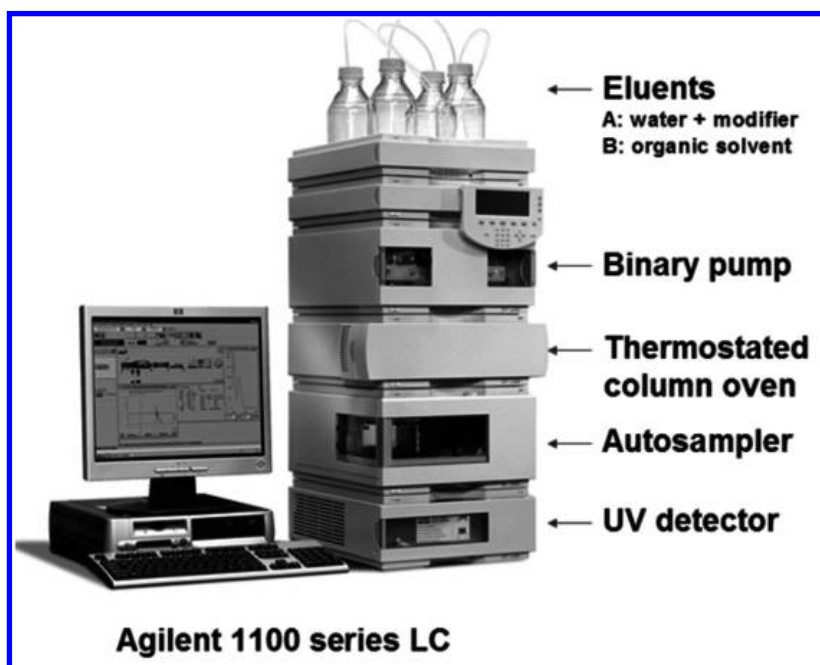 Eluents
A: water + modifier
B: organic solvent
Binary pump
Thermostated
column oven
Autosampler
UV detector
Agilent 1100 series LC